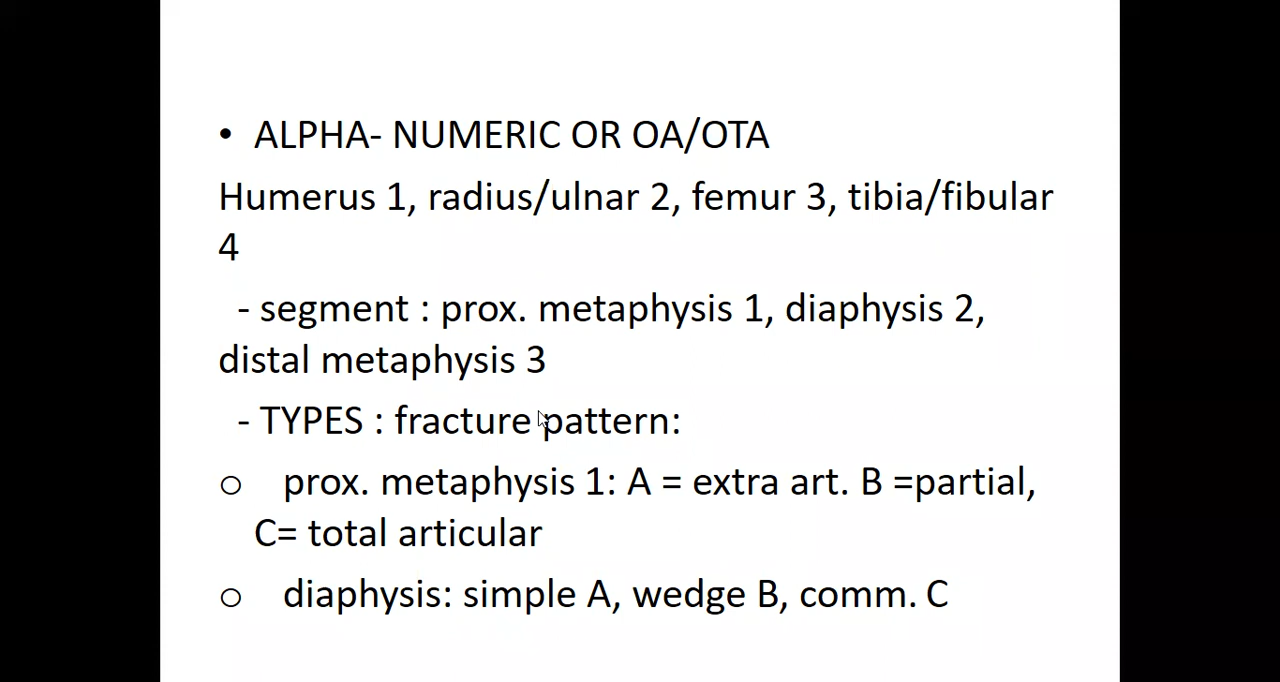 • ALPHA- NUMERIC OR OA/OTA
Humerus 1, radius/ulnar 2, femur 3, tibia/fibular
4
- segment : prox. metaphysis 1, diaphysis 2,
distal metaphysis 3
- TYPES : fracture pattern:
o prox. metaphysis 1: A = extra art. B =partial,
C= total articular
o diaphysis: simple A, wedge B, comm. C